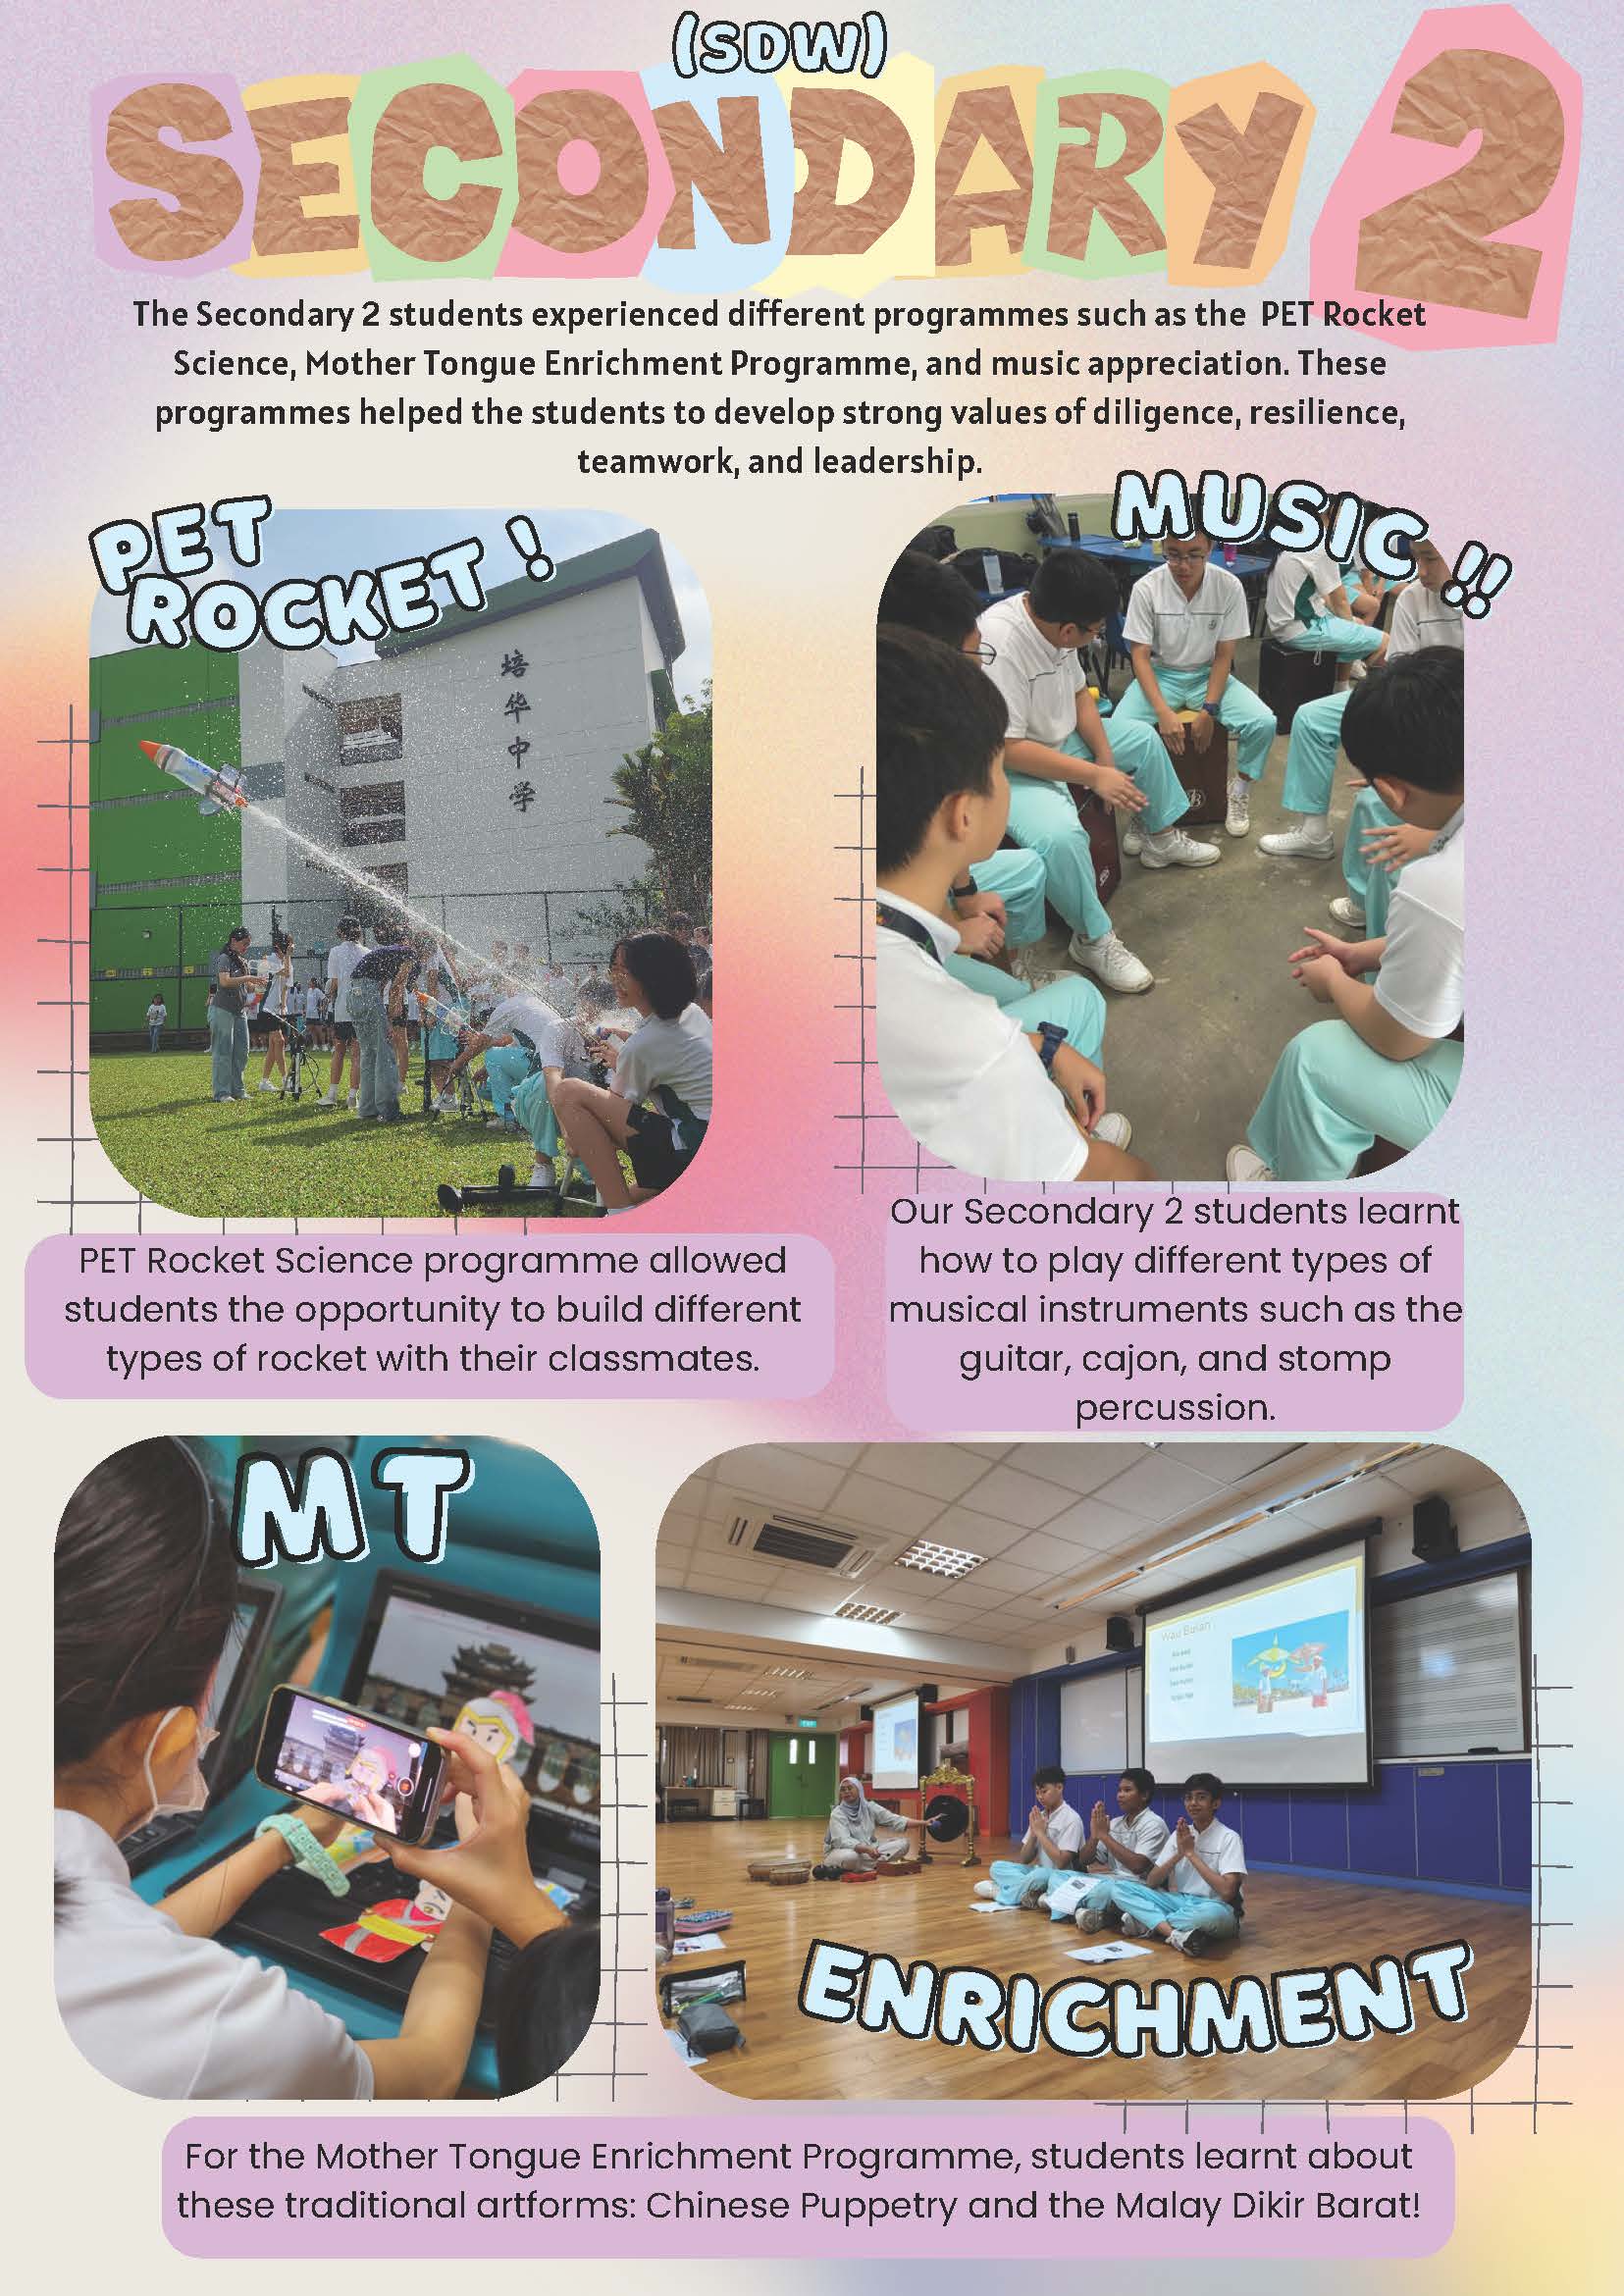 (SDW)
SECONDARY 2
The Secondary 2 students experienced different programmes such as the PET Rocket
Science, Mother Tongue Enrichment Programme, and music appreciation. These
programmes helped the students to develop strong values of diligence, resilience,
teamwork, and leadership.
PET
ROCKET !
MUSIC !!
培
华
中
学
PET Rocket Science programme allowed
students the opportunity to build different
types of rocket with their classmates.
Our Secondary 2 students learnt
how to play different types of
musical instruments such as the
guitar, cajon, and stomp
percussion.
MT
Wau Bulan
ENRICHMENT
For the Mother Tongue Enrichment Programme, students learnt about
these traditional artforms: Chinese Puppetry and the Malay Dikir Barat!